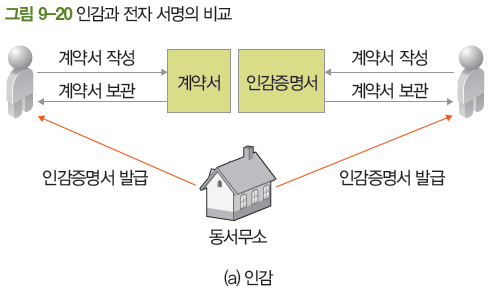 그림 9-20 인감과 전자 서명의 비교
계약서 작성
계약서 보관
계약서
인감증명서
계약서 작성
계약서 보관
인감증명서 발급
인감증명서 발급
동서무소
(a) 인감